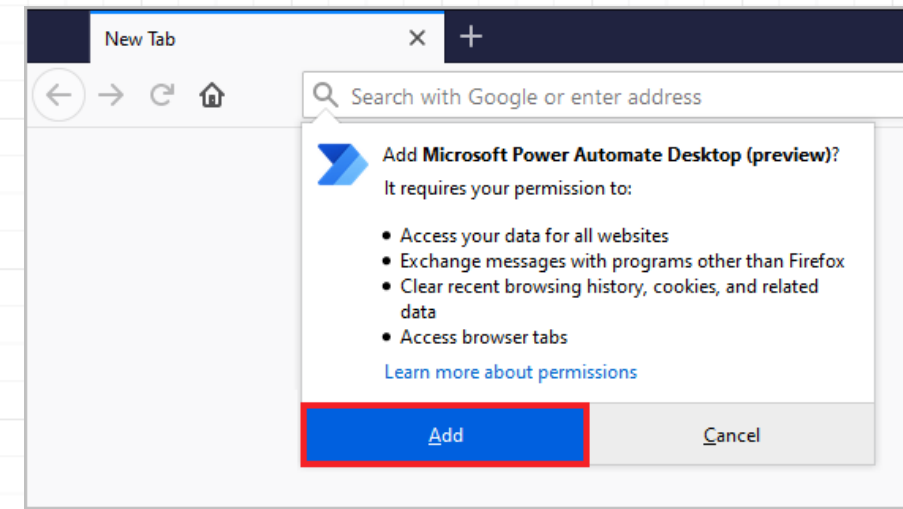 New Tab
Search with Google or enter address
Add Microsoft Power Automate Desktop (preview)?
It requires your permission to:
• Access your data for all websites
• Exchange messages with programs other than Firefox
• Clear recent browsing history, cookies, and related
data
• Access browser tabs
Learn more about permissions
Add Cancel